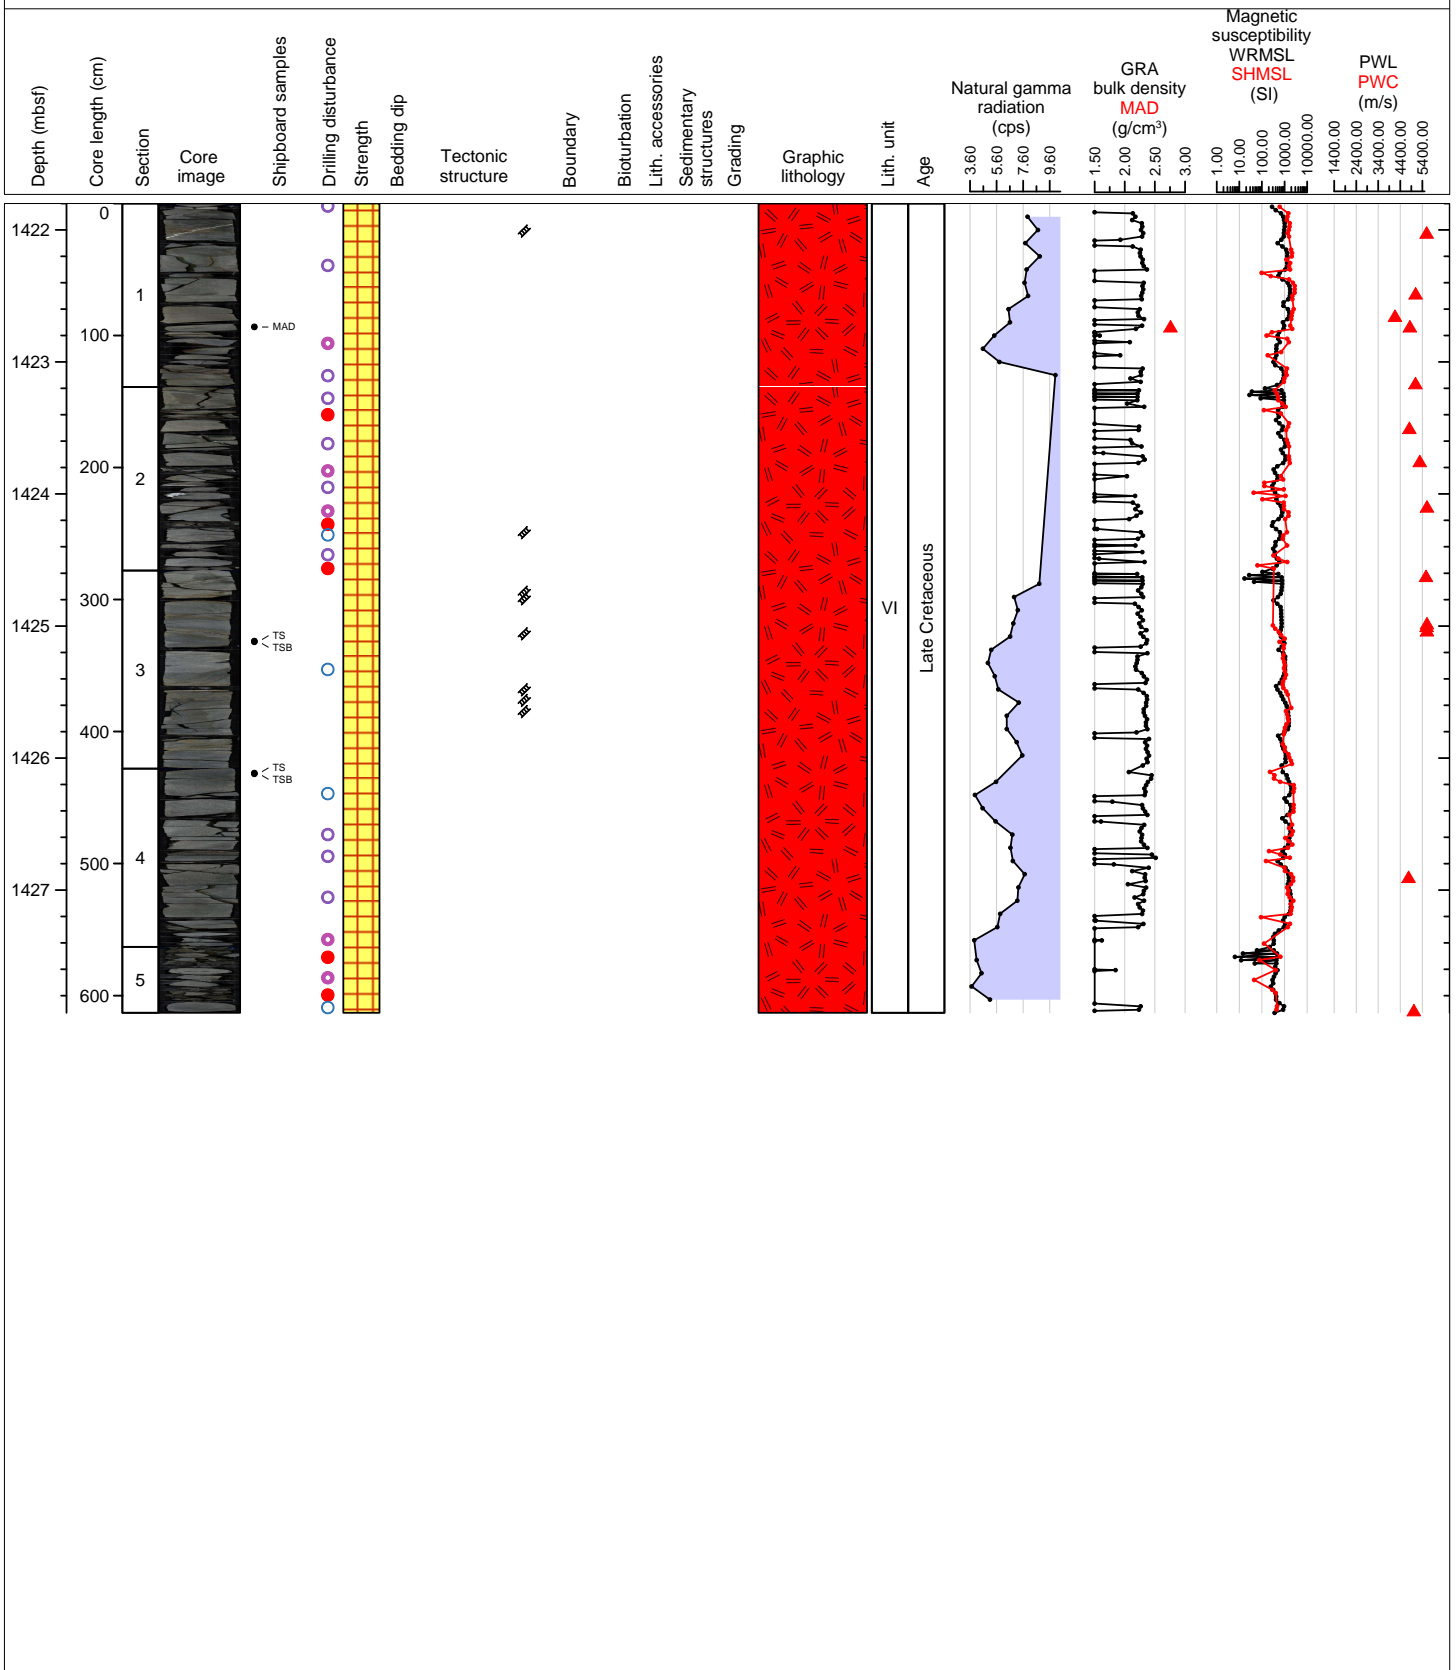 Depth (mbsf)
Core length (cm)
Section
Core
image
Shipboard samples
Drilling disturbance
Strength
Bedding dip
Tectonic
structure
Boundary
Bioturbation
Lith. accessories
Sedimentary
structures
Grading
Graphic
lithology
Lith. unit
Age
Natural gamma
radiation
(cps)
3.60 5.60 7.60 9.60
GRA
bulk density
MAD
(g/cm³)
1.50 2.00 2.50 3.00
Magnetic
susceptibility
WRMSL
SHMSL
(SI)
1.00 10.00 100.00 1000.00 10000.00
PWL
PWC
(m/s)
1400.00 2400.00 3400.00 4400.00 5400.00
0
1422
1
100
MAD
1423
200
2
1424
Late Cretaceous
300
VI
1425
TS
TSB
3
400
1426
TS
TSB
4
500
1427
5
600